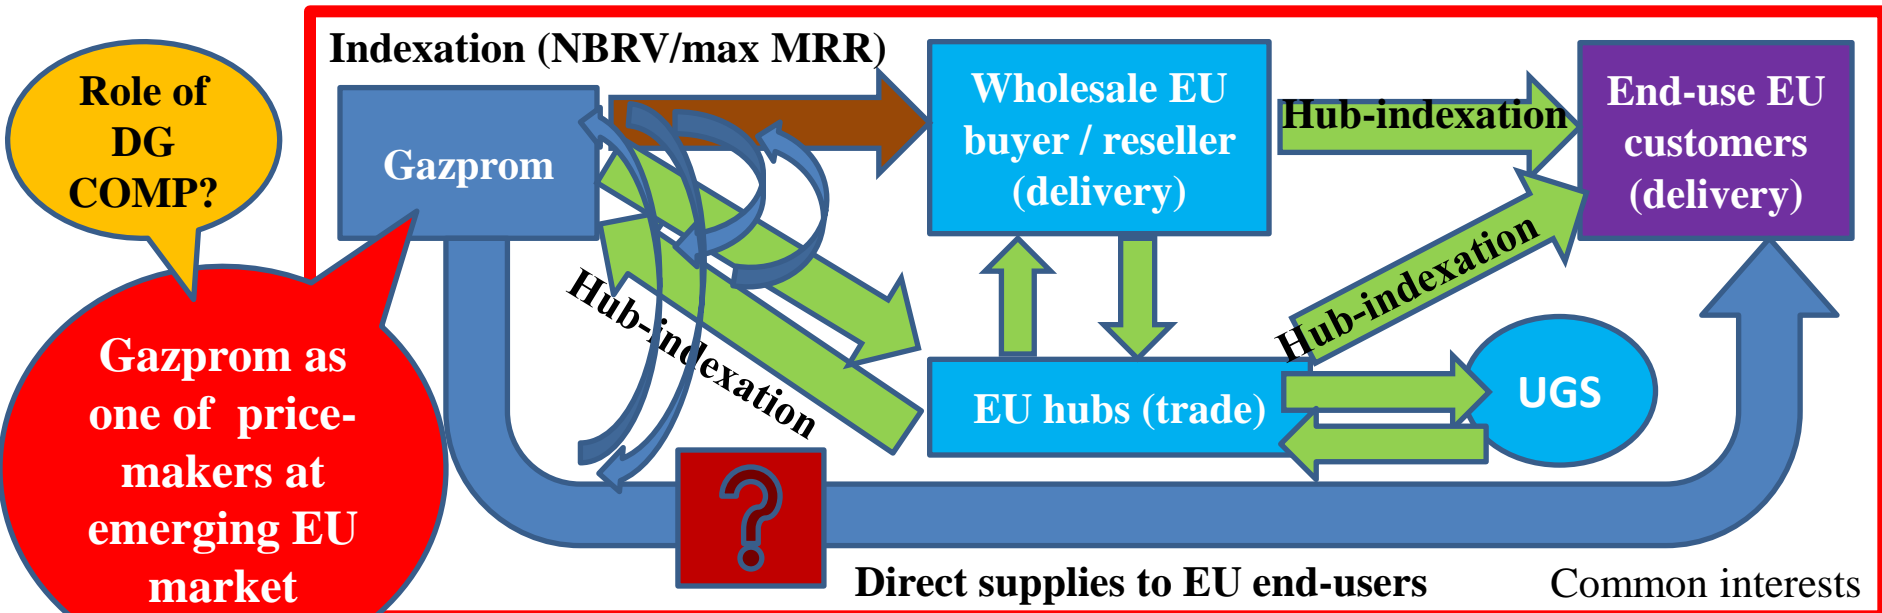 Indexation (NBRV/max MRR)
Role of
DG
COMP?
Gazprom
Wholesale EU
buyer / reseller
(delivery)
Hub-indexation
End-use EU
customers
(delivery)
Hub-indexation
Hub-indexation
Gazprom as
one of price-
makers at
emerging EU
market
EU hubs (trade)
UGS
?
Direct supplies to EU end-users
Common interests